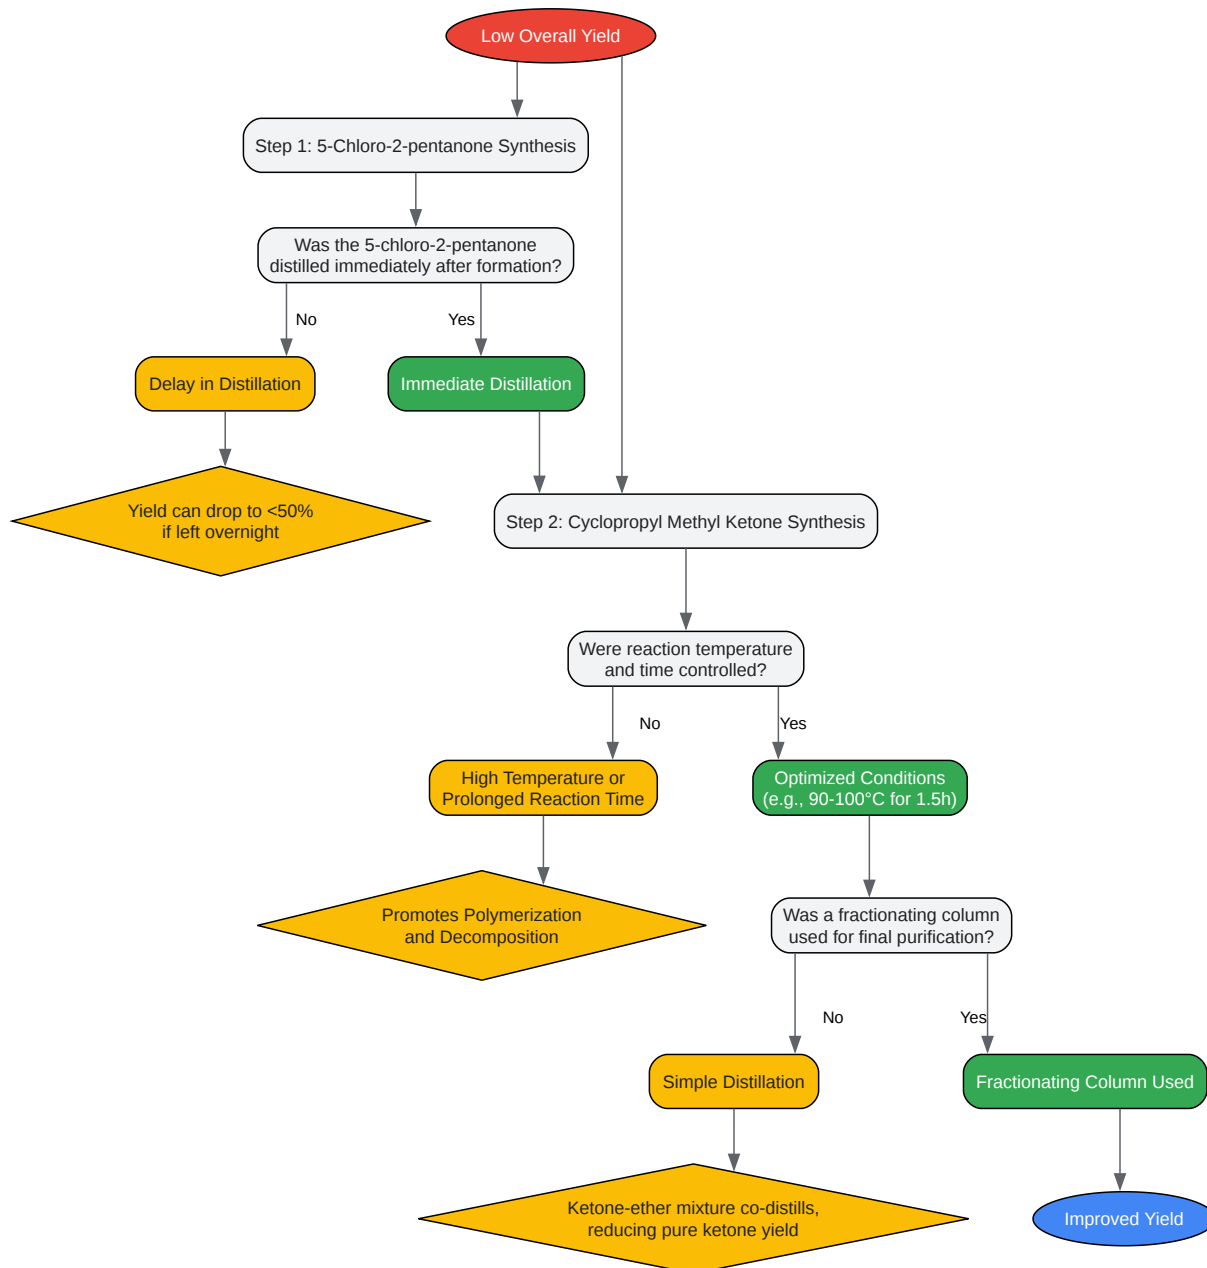 Low Overall Yield
Step 1: 5-Chloro-2-pentanone Synthesis
Was the 5-chloro-2-pentanone
distilled immediately after formation?
No
Yes
Delay in Distillation
Immediate Distillation
Yield can drop to <50%
if left overnight
Step 2: Cyclopropyl Methyl Ketone Synthesis
Were reaction temperature
and time controlled?
No
Yes
High Temperature or
Prolonged Reaction Time
Optimized Conditions
(e.g., 90-100°C for 1.5h)
Promotes Polymerization
and Decomposition
Was a fractionating column
used for final purification?
No
Yes
Simple Distillation
Fractionating Column Used
Ketone-ether mixture co-distills,
reducing pure ketone yield
Improved Yield